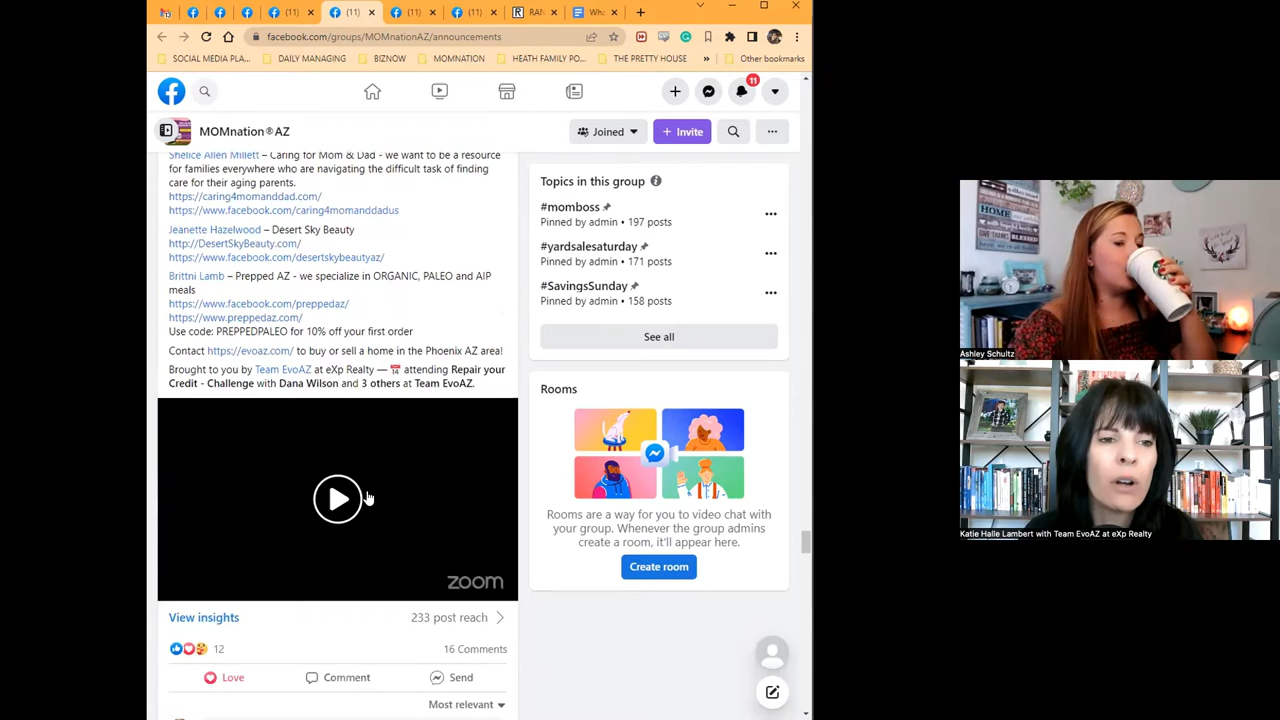 (11)
(11)
(11)
(11)
RAN
Wha
facebook.com/groups/MOMnationAZ/announcements
SOCIAL MEDIA PLA...
DAILY MANAGING
BIZNOW
MOMNATION
HEATH FAMILY PO...
THE PRETTY HOUSE
Other bookmarks
11
MOMnation®AZ
Joined
+ Invite
Shelice Allen Millett – Caring for Mom & Dad - we want to be a resource
for families everywhere who are navigating the difficult task of finding
care for their aging parents.
https://caring4momanddad.com/
https://www.facebook.com/caring4momanddadus
Jeanette Hazelwood – Desert Sky Beauty
http://DesertSkyBeauty.com/
https://www.facebook.com/desertskybeautyaz/
Brittni Lamb – Prepped AZ - we specialize in ORGANIC, PALEO and AIP
meals
https://www.facebook.com/preppedaz/
https://www.preppedaz.com/
Use code: PREPPEDPALEO for 10% off your first order
Contact https://evoaz.com/ to buy or sell a home in the Phoenix AZ area!
Brought to you by Team EvoAZ at eXp Realty — attending Repair your
Credit - Challenge with Dana Wilson and 3 others at Team EvoAZ.
zoom
View insights
233 post reach
12
16 Comments
Love
Comment
Send
Most relevant
Topics in this group
#momboss
Pinned by admin • 197 posts
#yardsalesaturday
Pinned by admin • 171 posts
#SavingsSunday
Pinned by admin • 158 posts
See all
Rooms
Rooms are a way for you to video chat with
your group. Whenever the group admins
create a room, it'll appear here.
Create room
HOME
GIVE THANKS
BLESSED
Ashley Schultz
Katie Halle Lambert with Team EvoAZ at eXp Realty